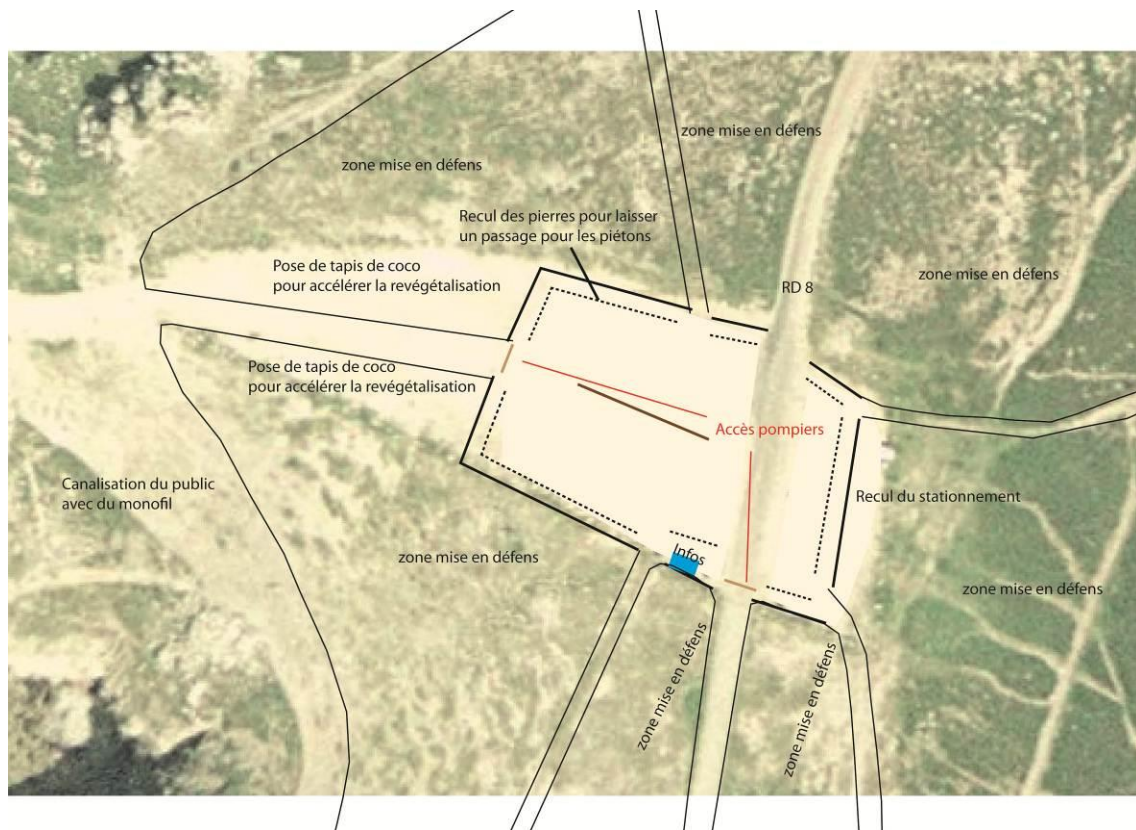 zone mise en défens
zone mise en défens
Recul des pierres pour laisser
un passage pour les piétons
zone mise en défens
Pose de tapis de coco
pour accélérer la revégétalisation
RD 8
Pose de tapis de coco
pour accélérer la revégétalisation
Accès pompiers
Canalisation du public
avec du monofil
Recul du stationnement
zone mise en défens
Infos
zone mise en défens
zone mise en défens
zone mise en défens